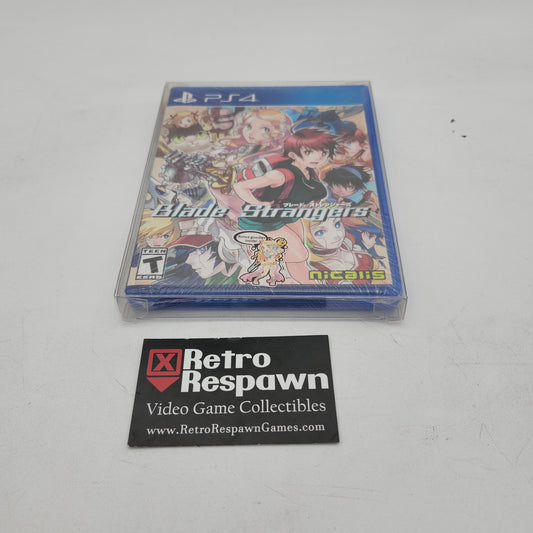 PS4
ブレード ストレンジャーズ
Blade Strangers
TEEN
T
ESRB
nicalis
Retro
Respawn
Video Game Collectibles
www.RetroRespawnGames.com